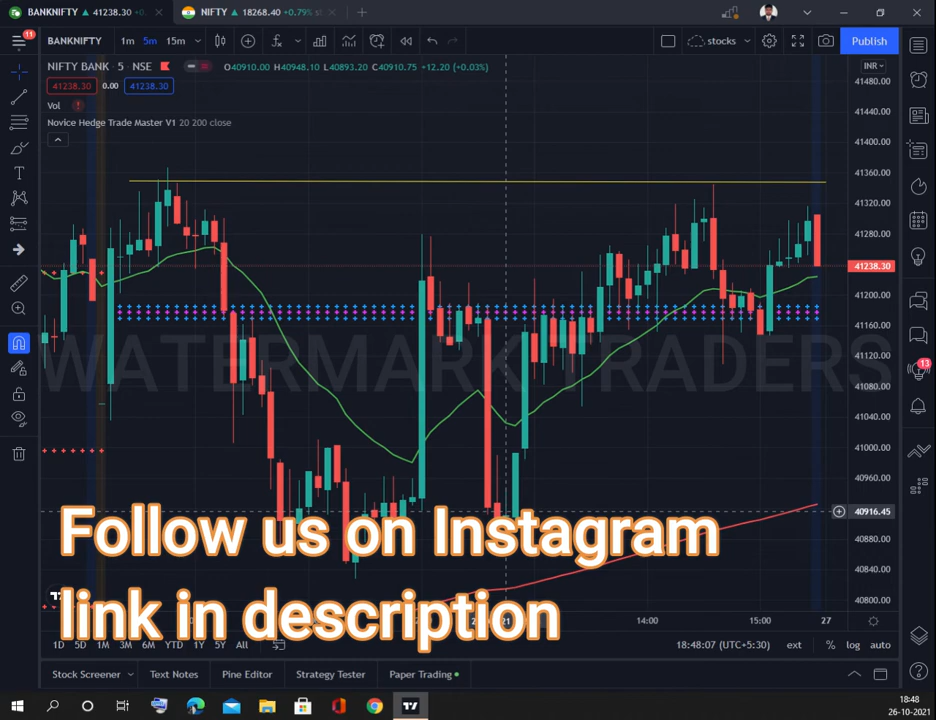 BANKNIFTY ▲ 41238.30 +0.
NIFTY ▲ 18268.40 +0.79%
11
BANKNIFTY 1m 5m 15m
stocks
Publish
NIFTY BANK · 5 · NSE O40910.00 H40948.10 L40893.20 C40910.75 +12.20 (+0.03%)
INR
41238.30 0.00 41238.30
Vol
Novice Hedge Trade Master V1 20 200 close
41480.00
41440.00
41400.00
41360.00
41320.00
41280.00
41238.30
41200.00
41160.00
41120.00
41080.00
41040.00
41000.00
40960.00
40916.45
40880.00
40840.00
40800.00
13
WATERMARK TRADERS
Follow us on Instagram
link in description
14:00 15:00 27
1D 5D 1M 3M 6M YTD 1Y 5Y All
18:48:07 (UTC+5:30) ext % log auto
Stock Screener Text Notes Pine Editor Strategy Tester Paper Trading
18:48
26-10-2021